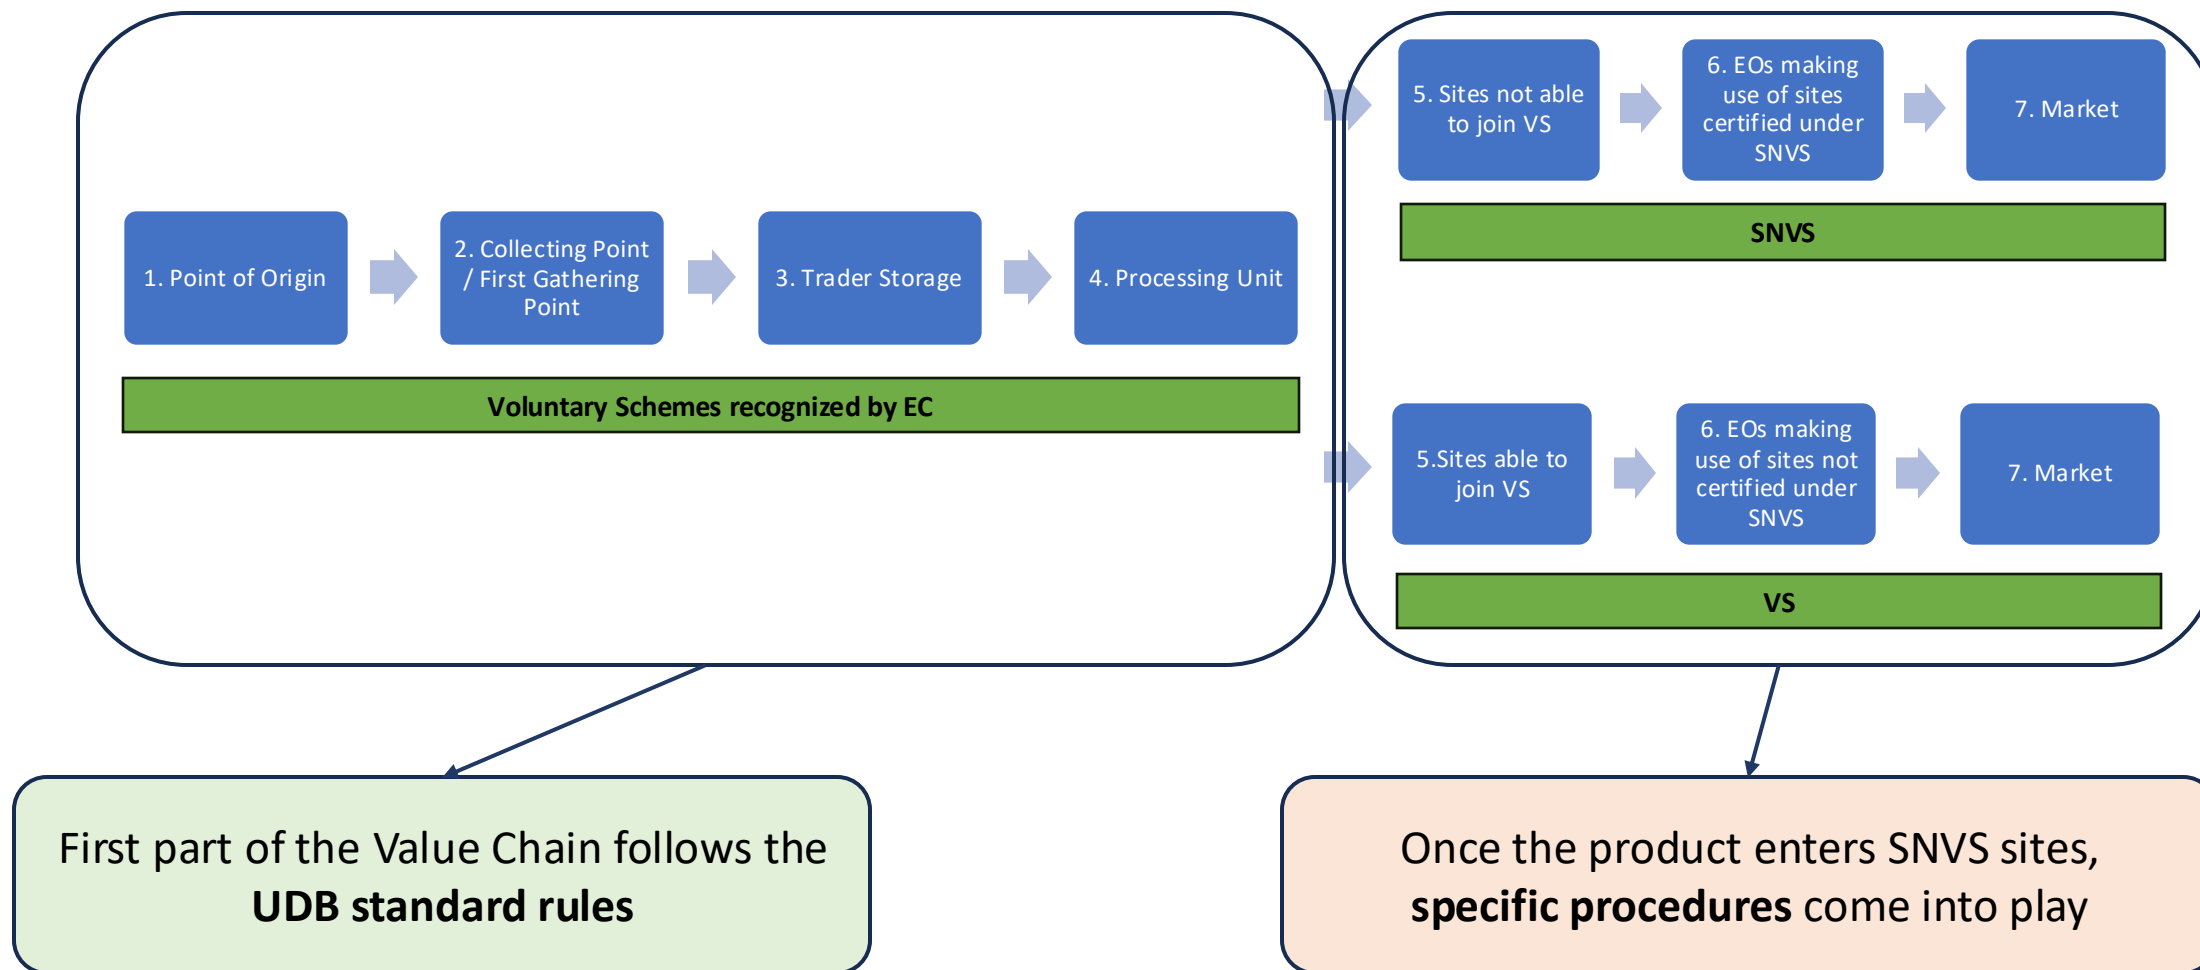 1. Point of Origin
2. Collecting Point
/ First Gathering
Point
3. Trader Storage
4. Processing Unit
Voluntary Schemes recognized by EC
5. Sites not able
to join VS
6. EOs making
use of sites
certified under
SNVS
7. Market
SNVS
5.Sites able to
join VS
6. EOs making
use of sites not
certified under
SNVS
7. Market
VS
First part of the Value Chain follows the
UDB standard rules
Once the product enters SNVS sites,
specific procedures come into play